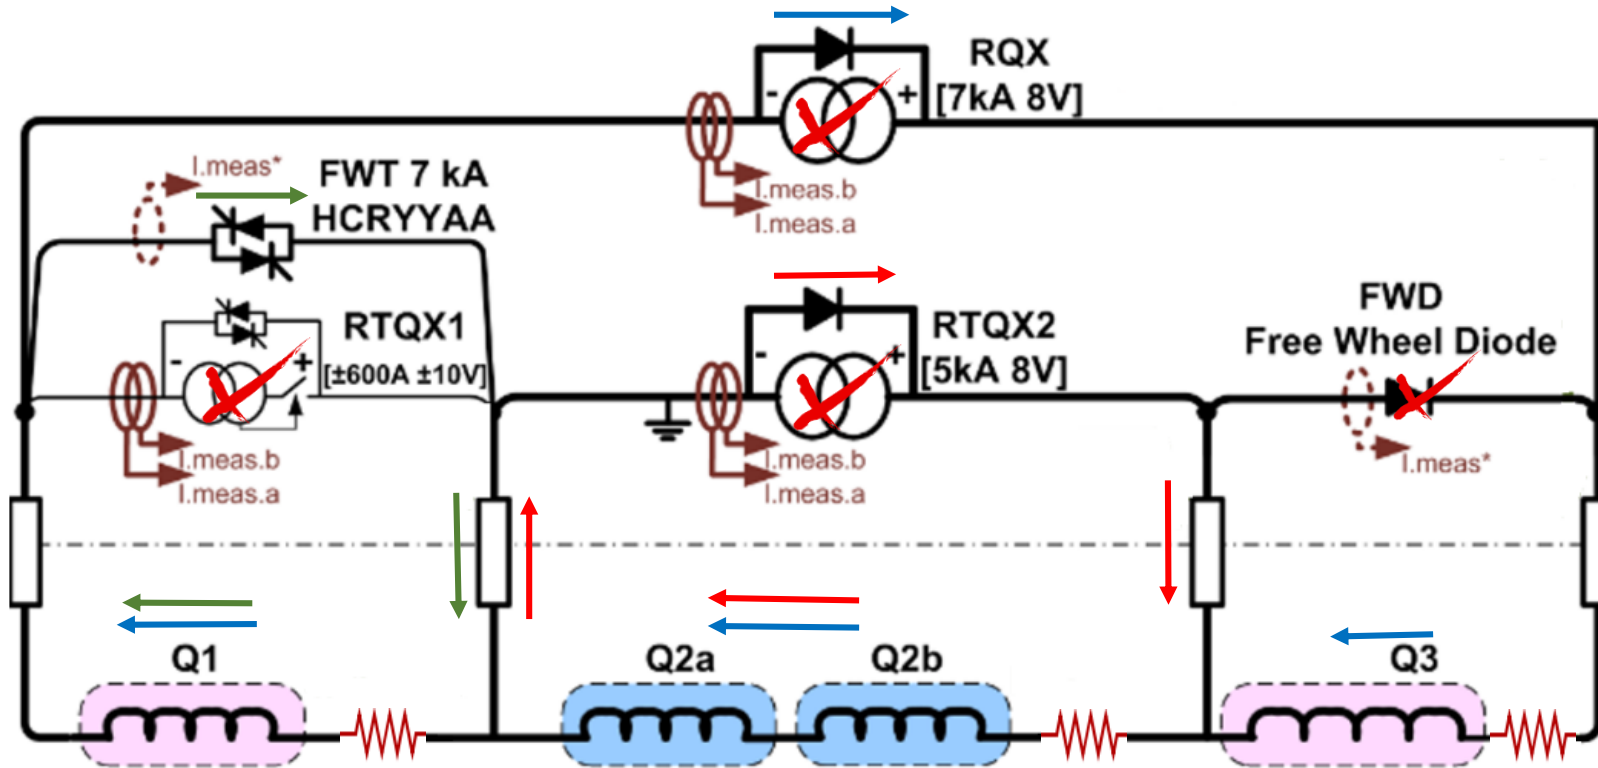 RQX
[7kA 8V]
- +
I.meas.b
I.meas.a
I.meas*
FWT 7 kA
HCRYYAA
RTQX1
[±600A ±10V]
- +
I.meas.b
I.meas.a
RTQX2
[5kA 8V]
- +
I.meas.b
I.meas.a
FWD
Free Wheel Diode
I.meas*
Q1
Q2a
Q2b
Q3